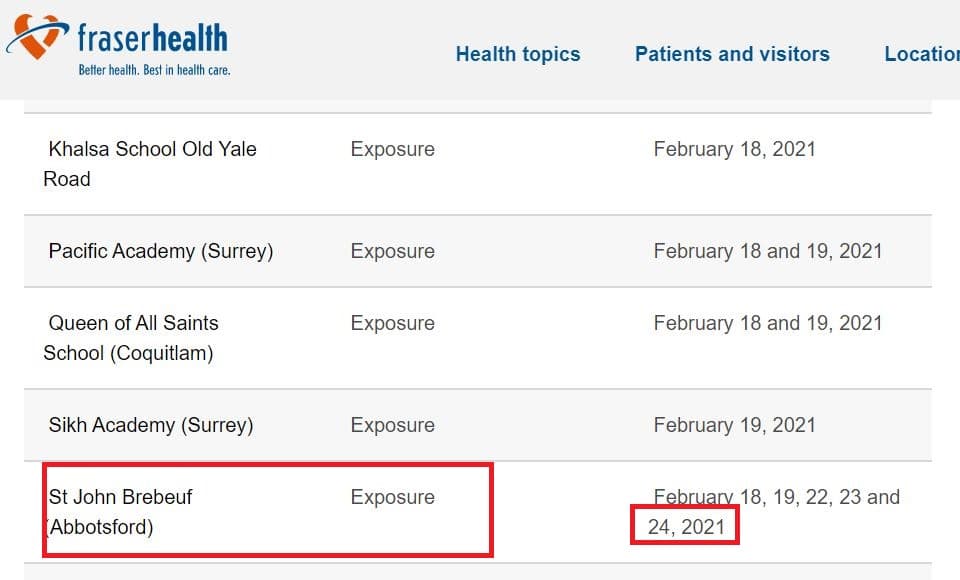 fraserhealth
Better health. Best in health care.
Health topics Patients and visitors Location
Khalsa School Old Yale Exposure February 18, 2021
Road
Pacific Academy (Surrey) Exposure February 18 and 19, 2021
Queen of All Saints Exposure February 18 and 19, 2021
School (Coquitlam)
Sikh Academy (Surrey) Exposure February 19, 2021
St John Brebeuf Exposure February 18, 19, 22, 23 and
(Abbotsford) 24, 2021